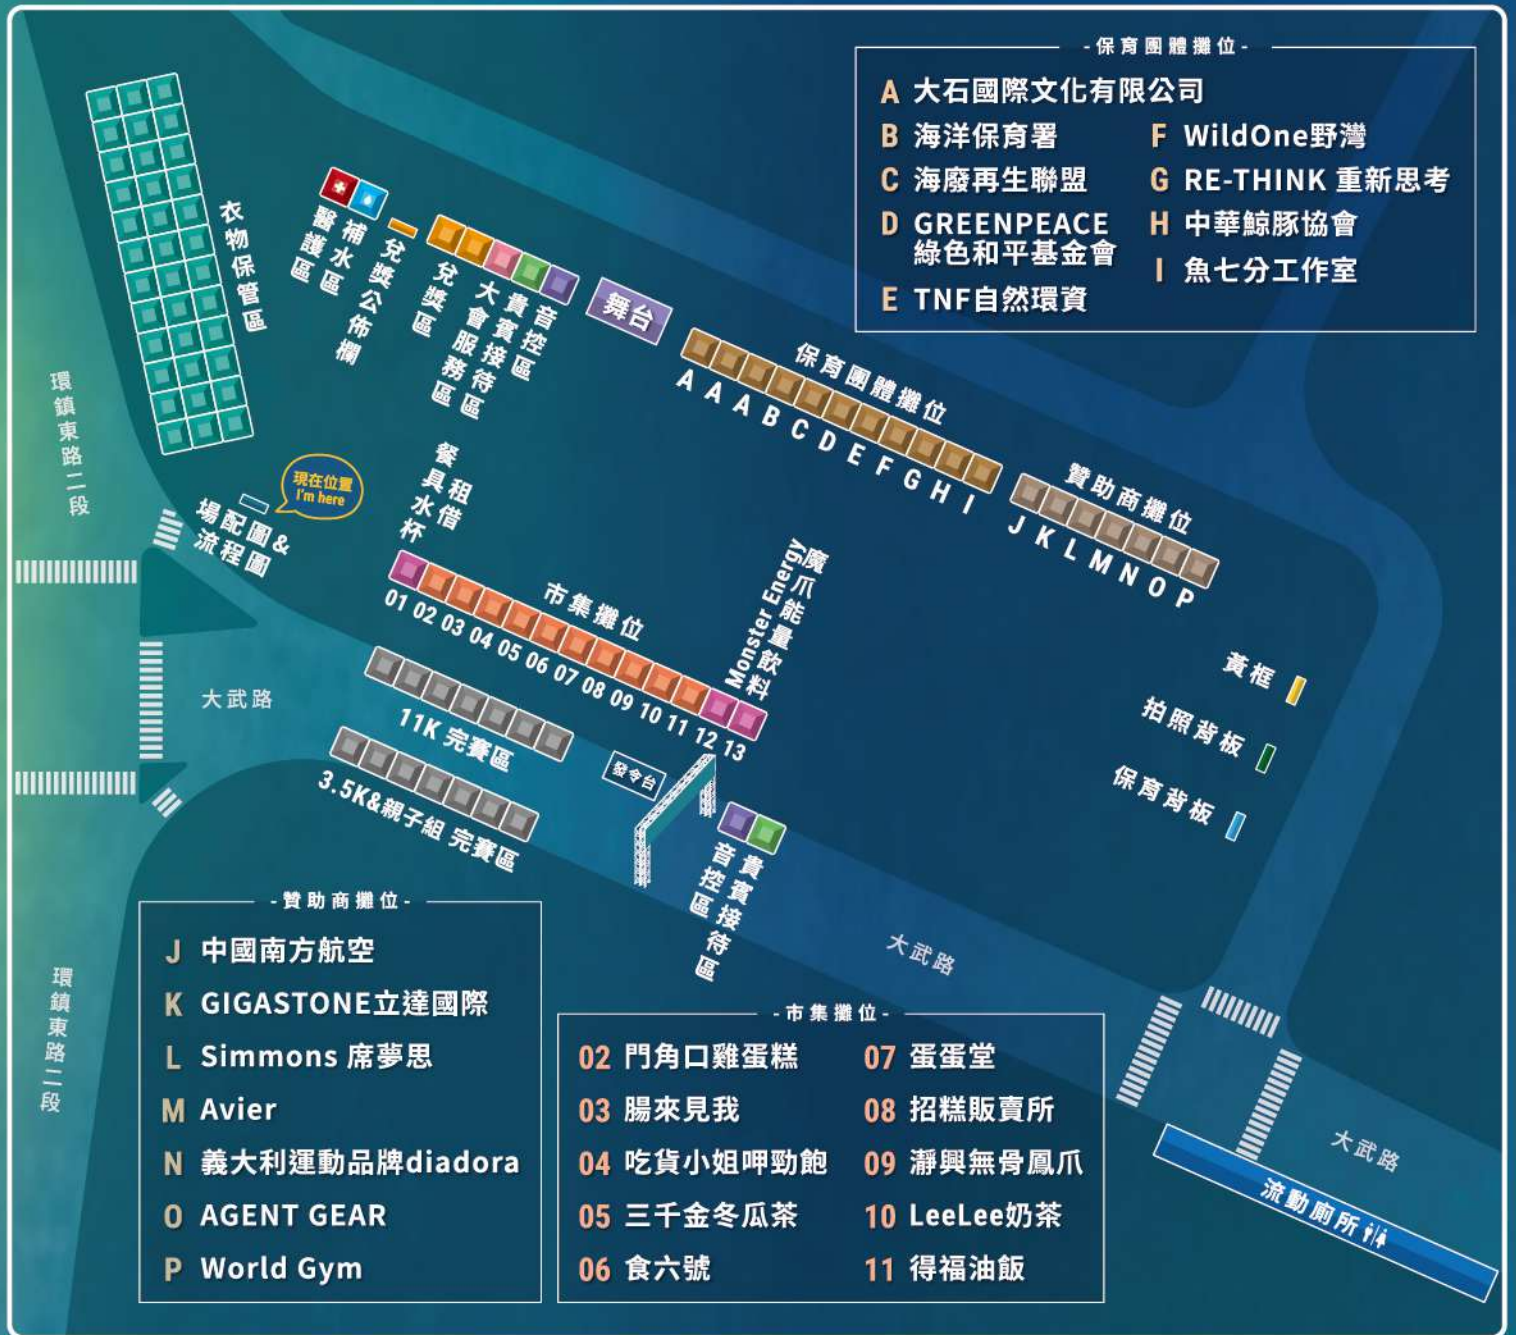 -保育團體攤位-
A 大石國際文化有限公司
B 海洋保育署
C 海廢再生聯盟
D GREENPEACE
綠色和平基金會
E TNF自然環資
F WildOne野灣
G RE-THINK 重新思考
H 中華鯨豚協會
I 魚七分工作室
衣物保管區
醫護區
補水區
兌獎公佈欄
兌獎區
大會服務區
貴賓接待區
音控區
舞台
保育團體攤位
A A A B C D E F G H I
贊助商攤位
J K L M N O P
環鎮東路二段
現在位置
I'm here
場配圖&
流程圖
餐具水杯
租借
市集攤位
01 02 03 04 05 06 07 08 09 10 11 12 13
Monster Energy
魔爪能量飲料
黃框
拍照背板
保育背板
大武路
11K 完賽區
3.5K&親子組 完賽區
發令台
音控區
貴賓接待區
大武路
環鎮東路二段
-贊助商攤位-
J 中國南方航空
K GIGASTONE立達國際
L Simmons 席夢思
M Avier
N 義大利運動品牌diadora
O AGENT GEAR
P World Gym
-市集攤位-
02 門角口雞蛋糕
03 腸來見我
04 吃貨小姐呷勁飽
05 三千金冬瓜茶
06 食六號
07 蛋蛋堂
08 招糕販賣所
09 瀞興無骨鳳爪
10 LeeLee奶茶
11 得福油飯
大武路
流動廁所